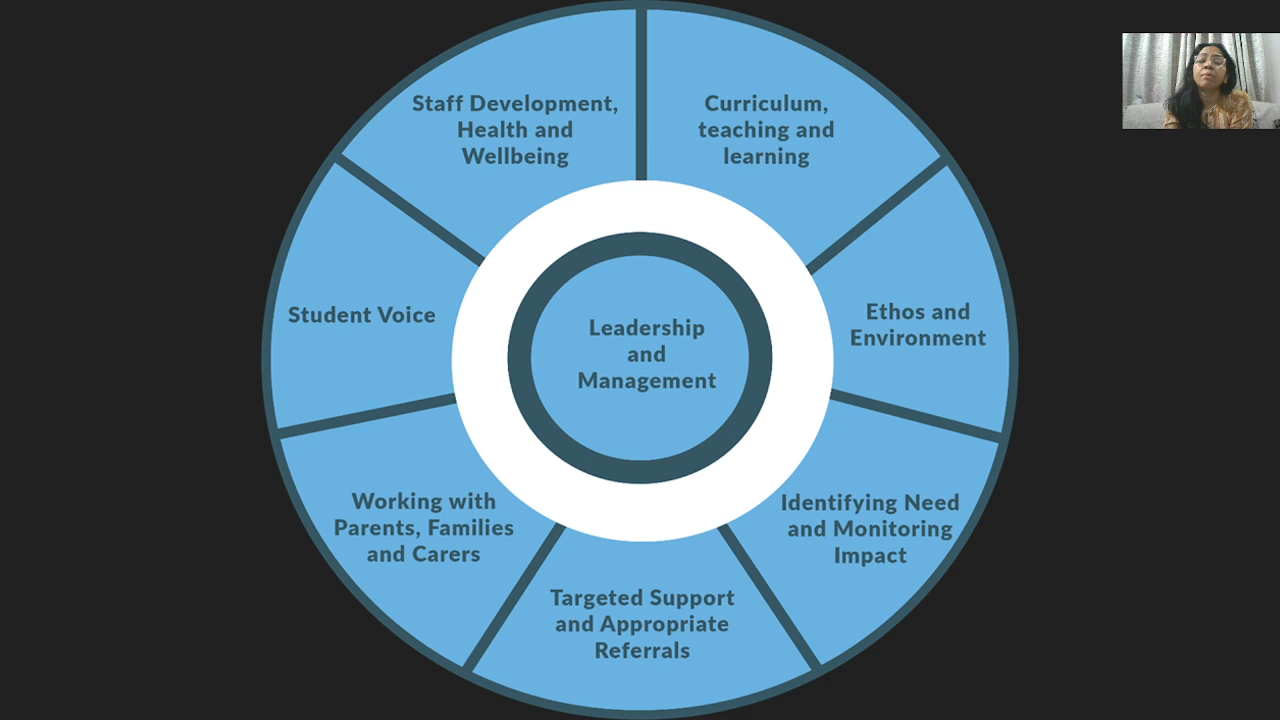 Staff Development,
Health and
Wellbeing
Curriculum,
teaching and
learning
Student Voice
Leadership
and
Management
Ethos and
Environment
Working with
Parents, Families
and Carers
Identifying Need
and Monitoring
Impact
Targeted Support
and Appropriate
Referrals